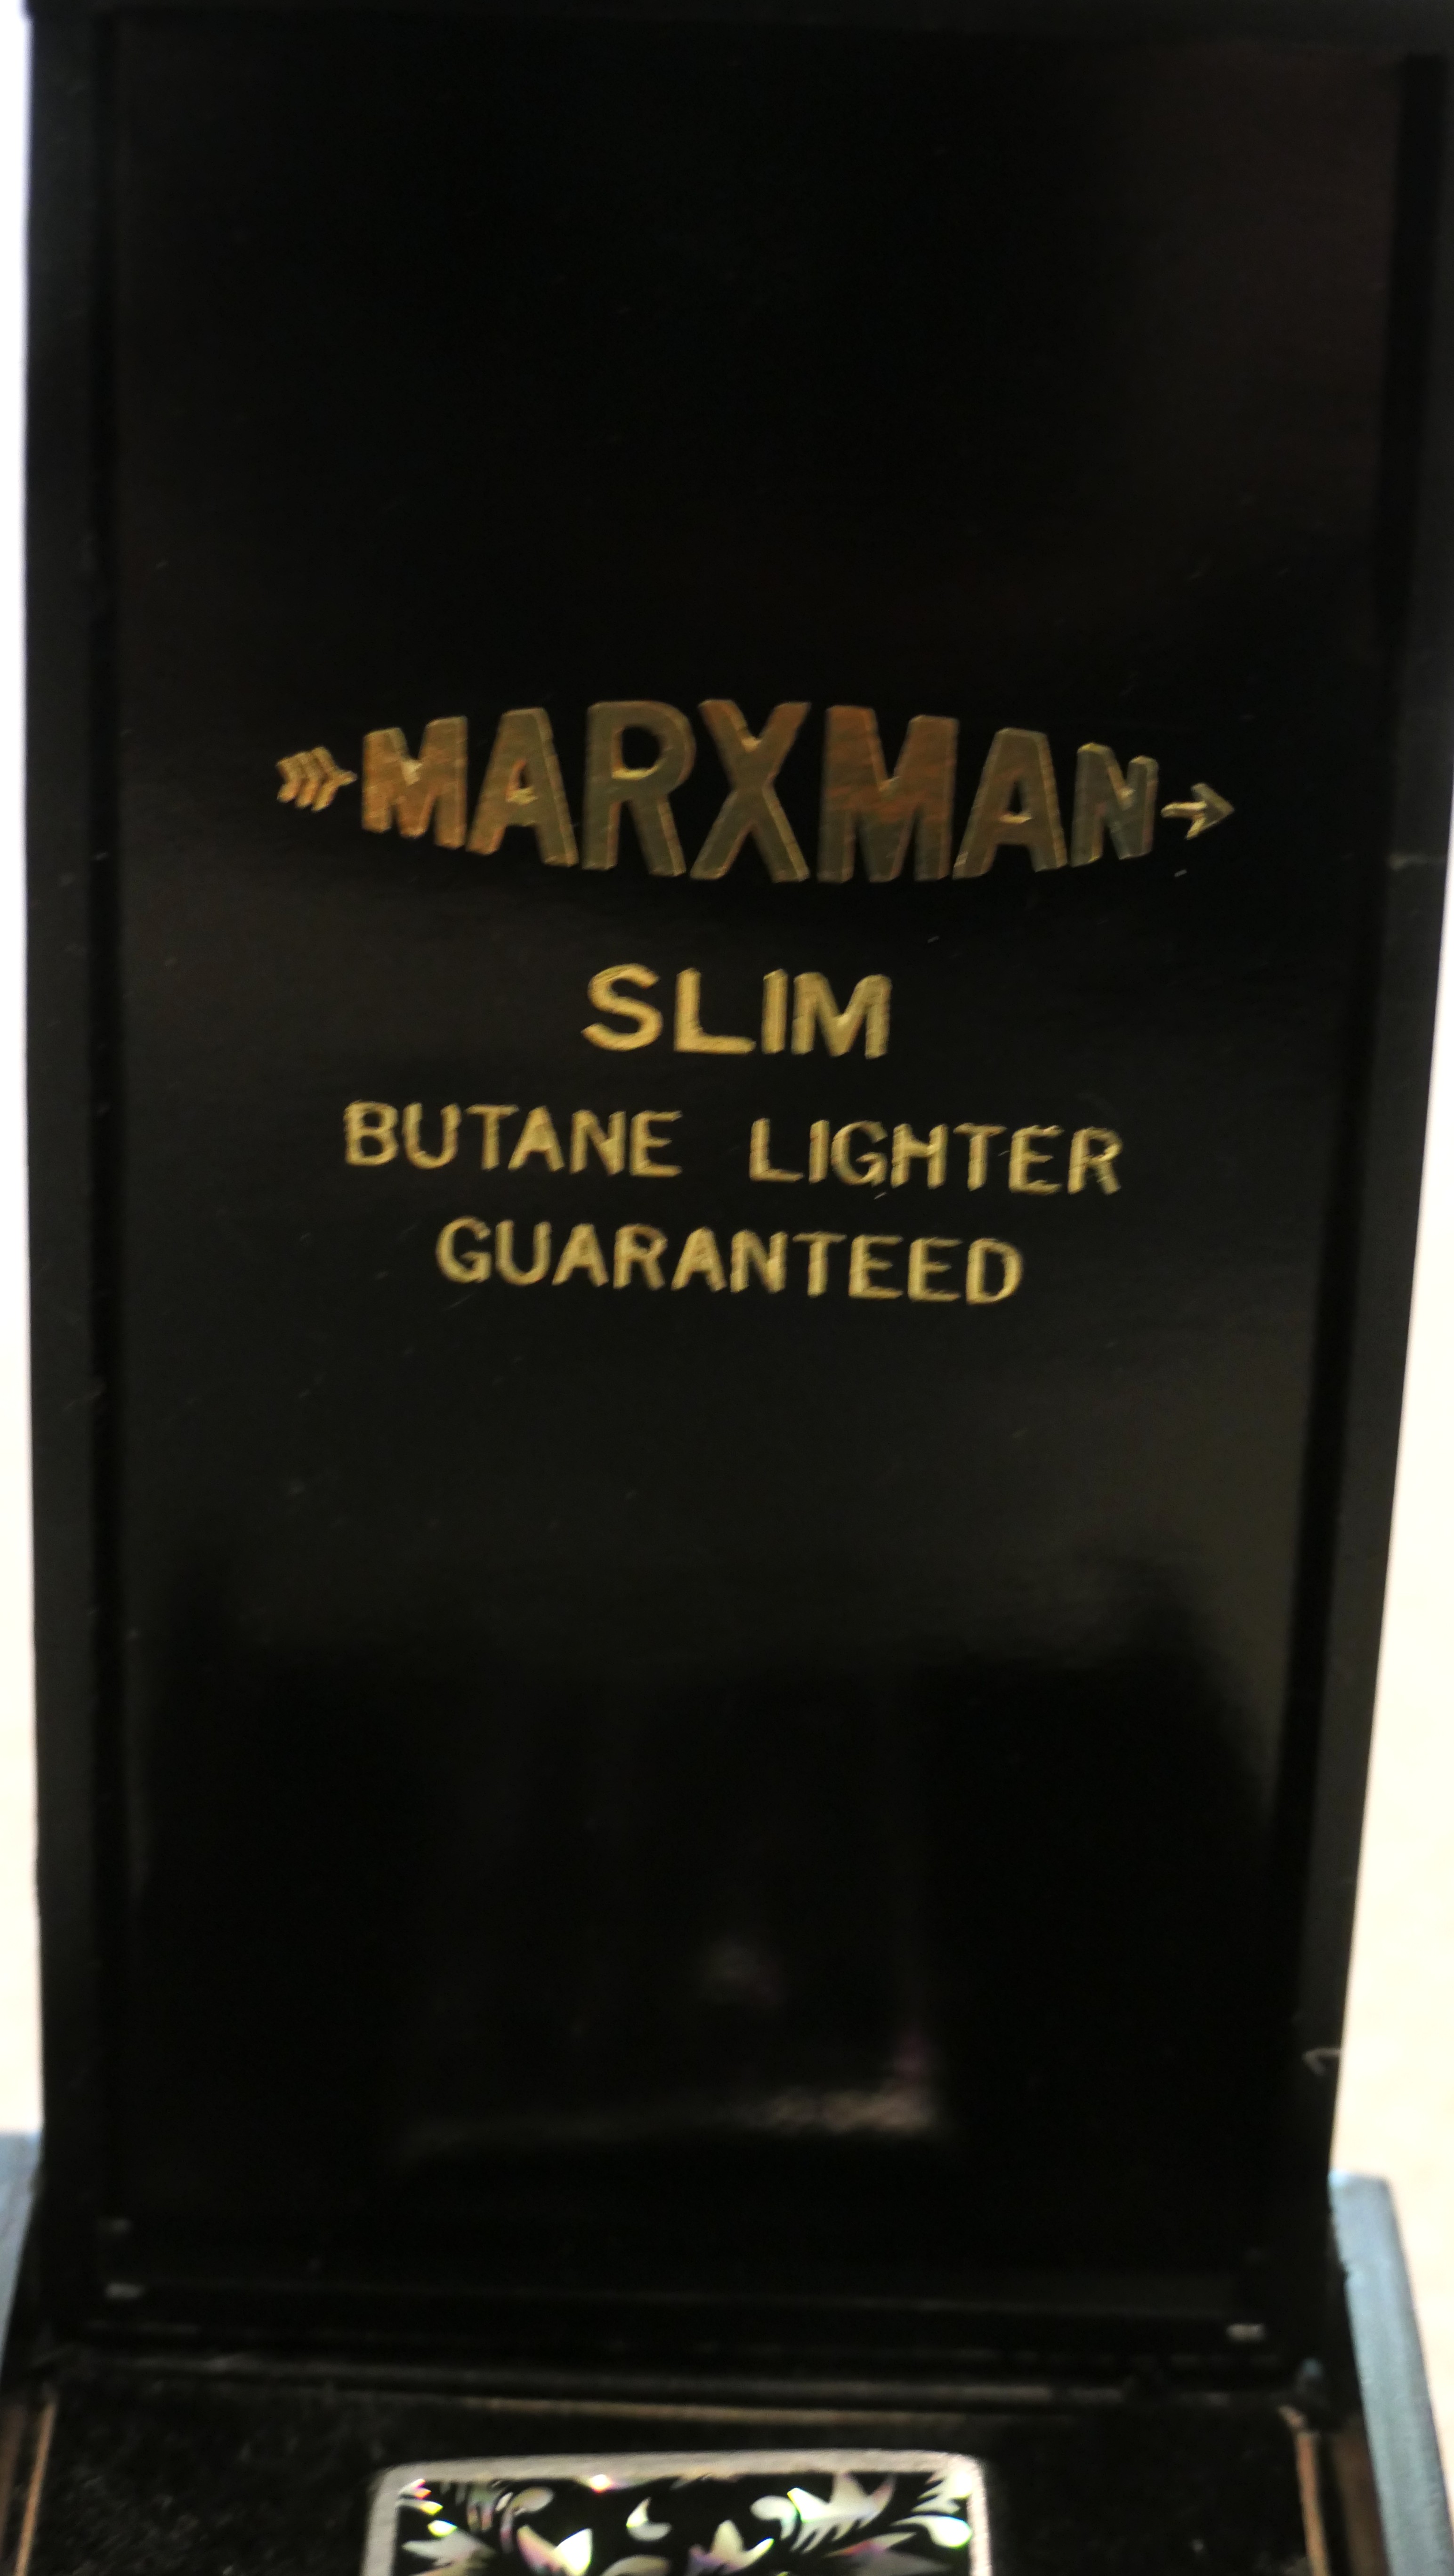 MARXMAN
SLIM
BUTANE LIGHTER
GUARANTEED